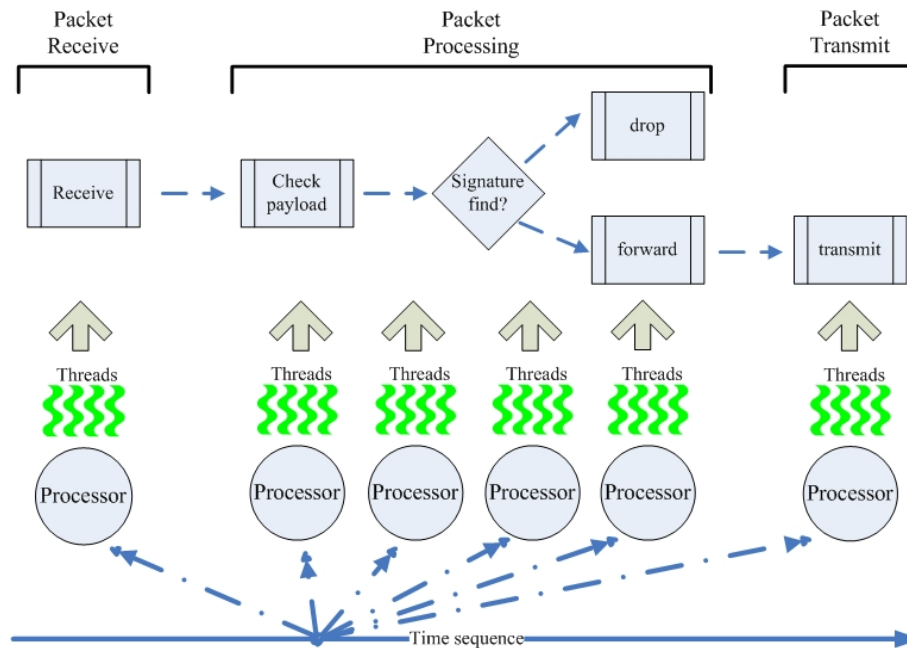 Packet
Receive
Packet
Processing
Packet
Transmit
Receive
Check
payload
Signature
find?
drop
forward
transmit
Threads
Threads
Threads
Threads
Threads
Threads
Processor
Processor
Processor
Processor
Processor
Processor
Time sequence